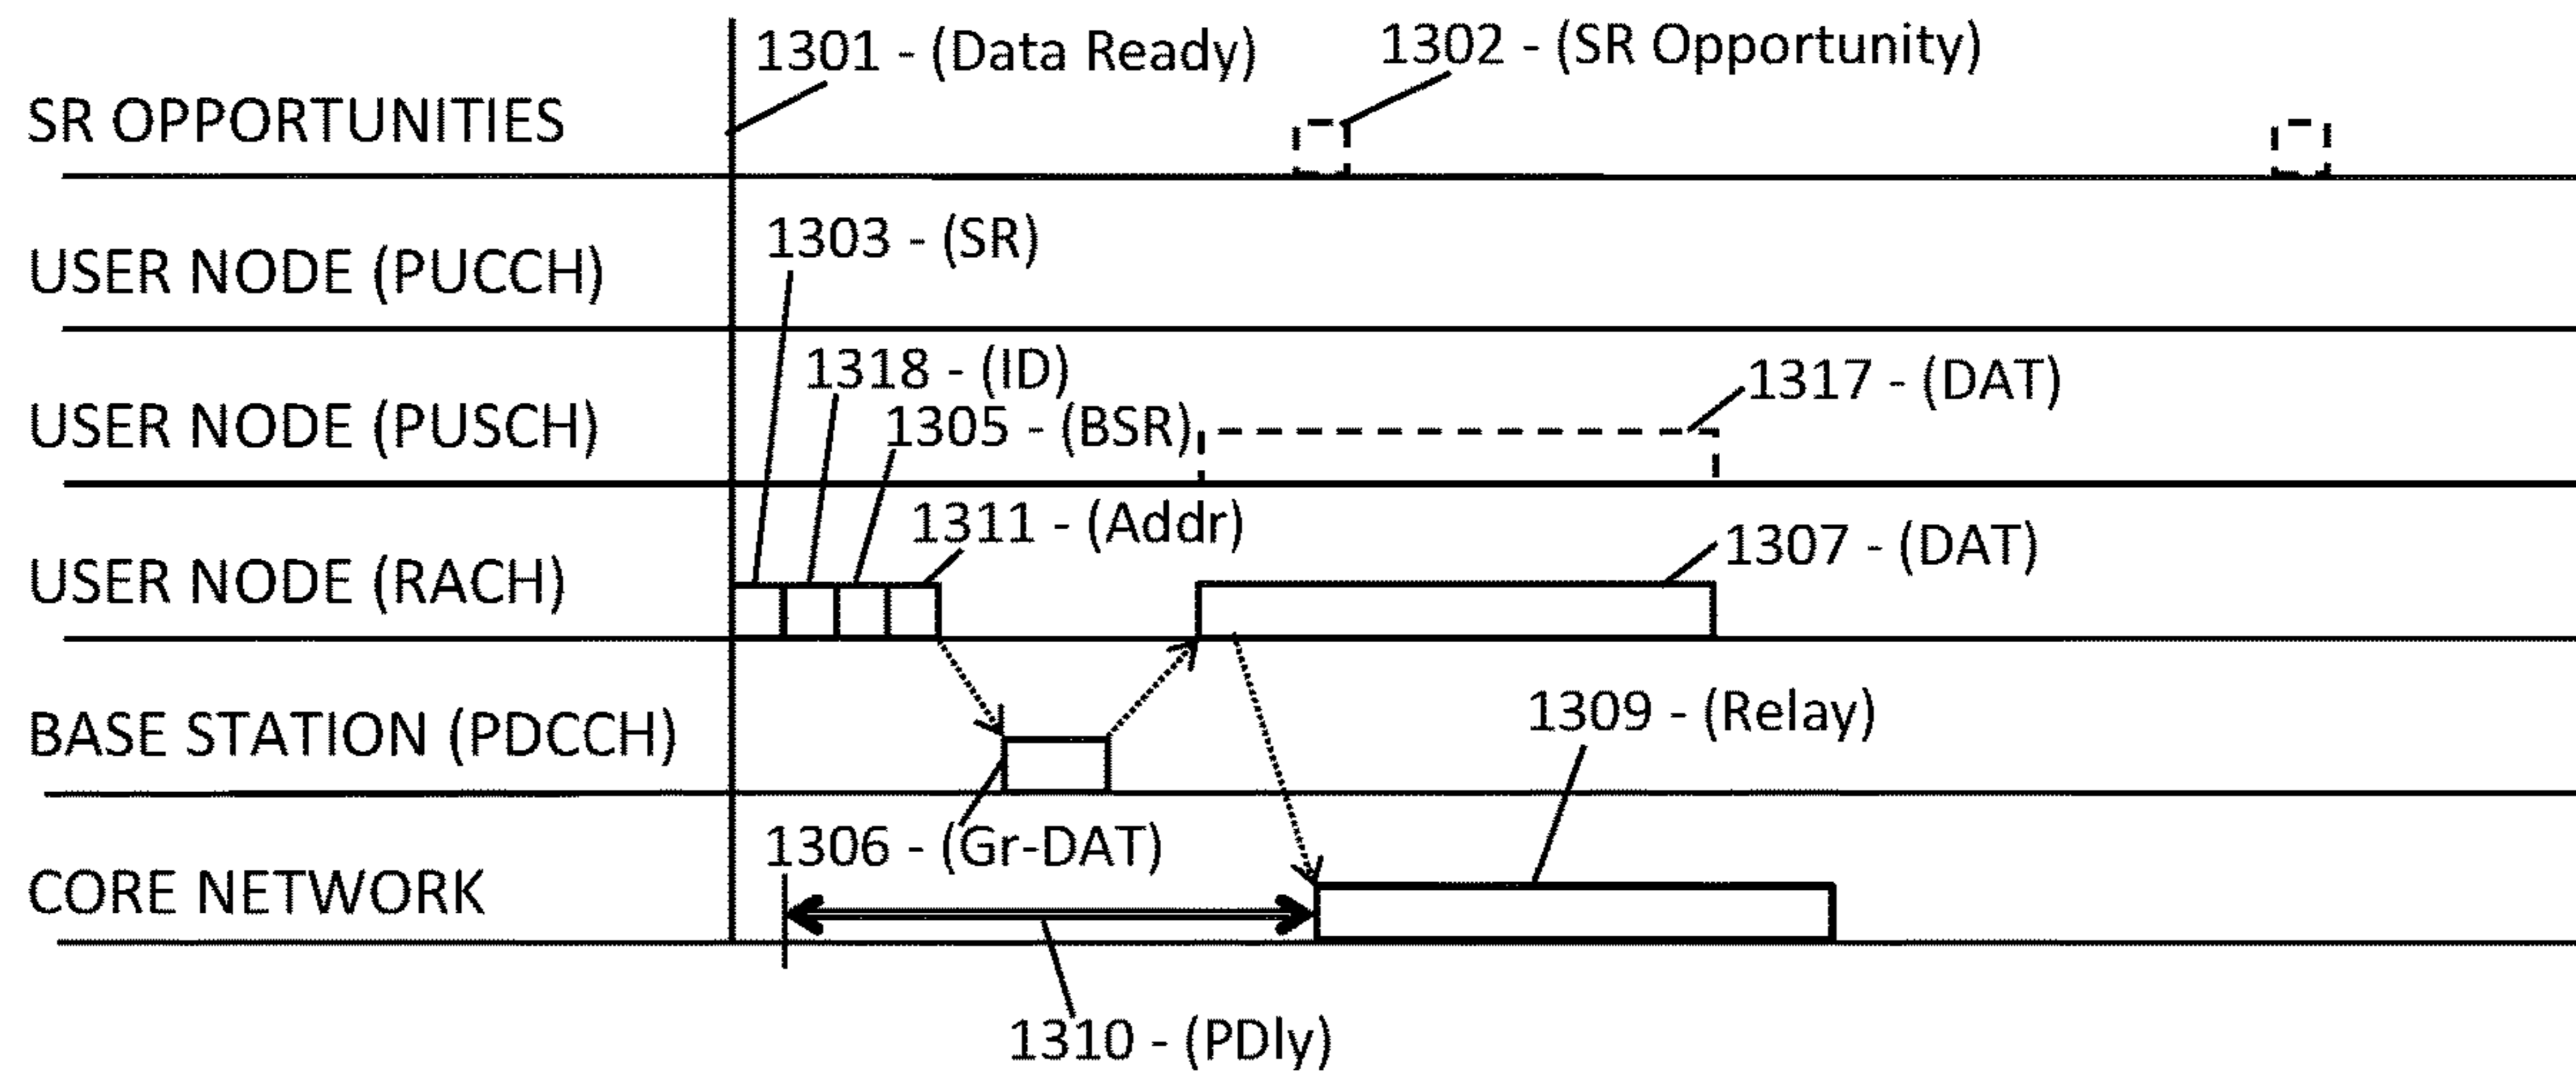 1301 - (Data Ready)
1302 - (SR Opportunity)
SR OPPORTUNITIES
1303 - (SR)
USER NODE (PUCCH)
1318 - (ID)
1317 - (DAT)
1305 - (BSR)
USER NODE (PUSCH)
1311 - (Addr)
1307 - (DAT)
USER NODE (RACH)
1309 - (Relay)
BASE STATION (PDCCH)
1306 - (Gr-DAT)
CORE NETWORK
1310 - (PDly)